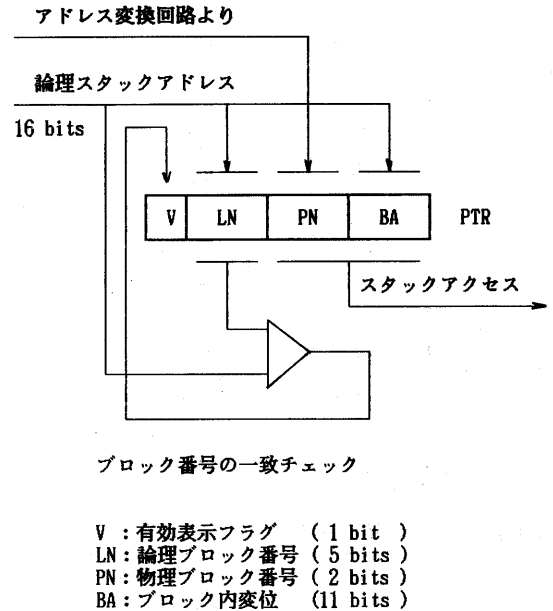 アドレス変換回路より
論理スタックアドレス
16 bits
V LN PN BA PTR
スタックアクセス
ブロック番号の一致チェック
V :有効表示フラグ ( 1 bit )
LN:論理ブロック番号 ( 5 bits )
PN:物理ブロック番号 ( 2 bits )
BA:ブロック内変位 (11 bits )